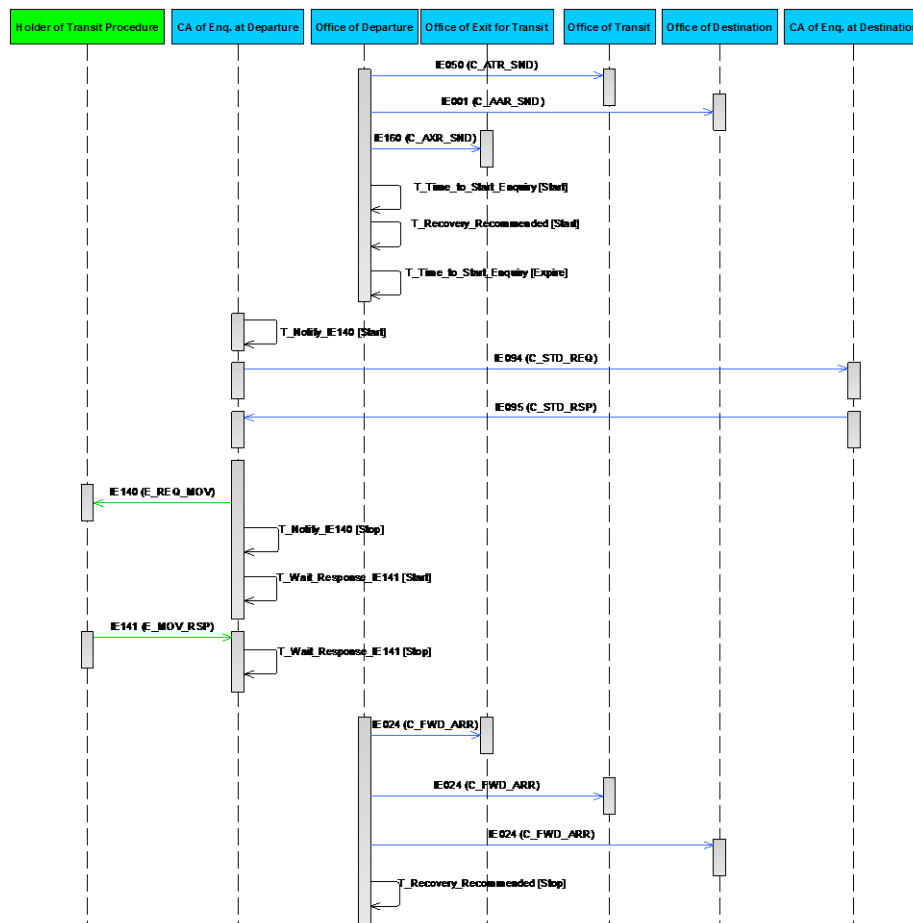 Holder of Transit Procedure
CA of Enq. at Departure
Office of Departure
Office of Exit for Transit
Office of Transit
Office of Destination
CA of Enq. at Destination
IE050 (C_ATR_SND)
IE001 (C_AAR_SND)
IE160 (C_AXR_SND)
T_Time_to_Start_Enquiry [Start]
T_Recovery_Recommended [Start]
T_Time_to_Start_Enquiry [Expire]
T_Notify_IE140 [Start]
IE094 (C_STD_REQ)
IE095 (C_STD_RSP)
IE140 (E_REQ_MOV)
T_Notify_IE140 [Stop]
T_Wait_Response_IE141 [Start]
IE141 (E_MOV_RSP)
T_Wait_Response_IE141 [Stop]
IE024 (C_FWD_ARR)
IE024 (C_FWD_ARR)
IE024 (C_FWD_ARR)
T_Recovery_Recommended [Stop]